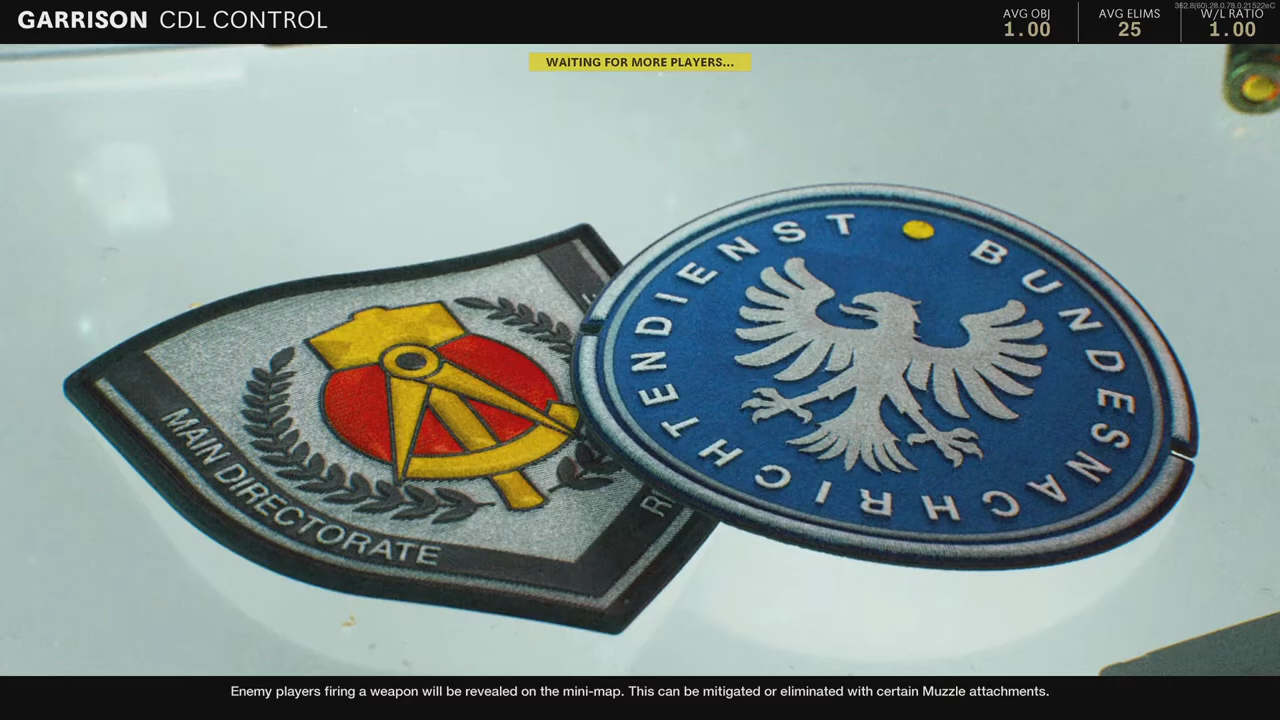 GARRISON CDL CONTROL
AVG OBJ
1.00
AVG ELIMS
25
W/L RATIO
1.00
WAITING FOR MORE PLAYERS...
BUNDESNACHRICHTENDIENST
MAIN DIRECTORATE
Enemy players firing a weapon will be revealed on the mini-map. This can be mitigated or eliminated with certain Muzzle attachments.